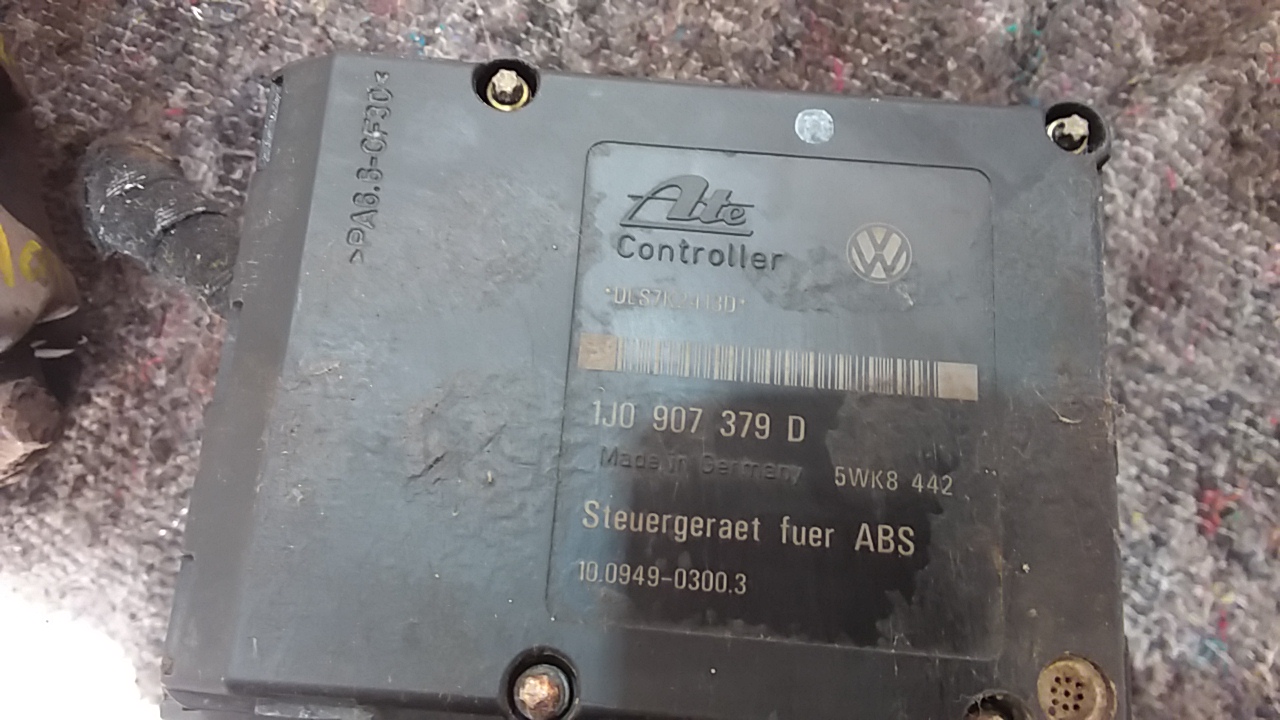 >PA6.6-GF30<
Ate
Controller
VW
1J0 907 379 D
Made in Germany
5WK8 442
Steuergeraet fuer ABS
10.0949-0300.3